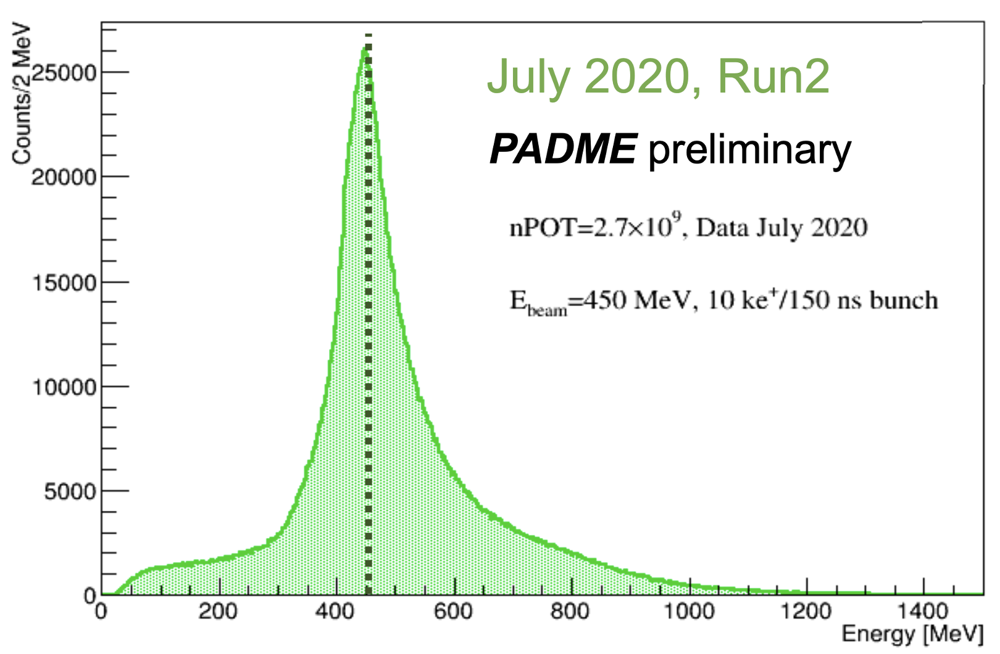 Counts/2 MeV
25000
20000
15000
10000
5000
0
July 2020, Run2
PADME preliminary
nPOT=2.7×10⁹, Data July 2020
E_beam=450 MeV, 10 ke⁺/150 ns bunch
0 200 400 600 800 1000 1200 1400
Energy [MeV]